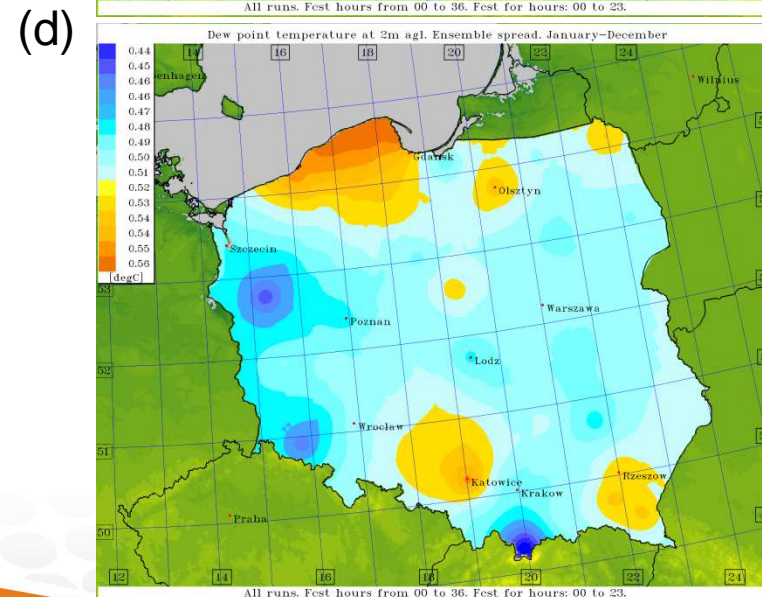 All runs. Fcst hours from 00 to 36. Fcst for hours: 00 to 23.
(d)
Dew point temperature at 2m agl. Ensemble spread. January-December
14 16 18 20 22 24
0.44
0.45
0.46
0.46
0.47
0.48
0.49
0.50
0.51
0.52
0.53
0.54
0.54
0.55
0.56
[degC]
enhagen
Wilnius
Gdansk
Olsztyn
Szczecin
53
Poznan
Warszawa
52
Lodz
51
Wroclaw
Katowice
Krakow
Rzeszow
Praha
50
12 14 16 18 20 22 24
All runs. Fcst hours from 00 to 36. Fcst for hours: 00 to 23.